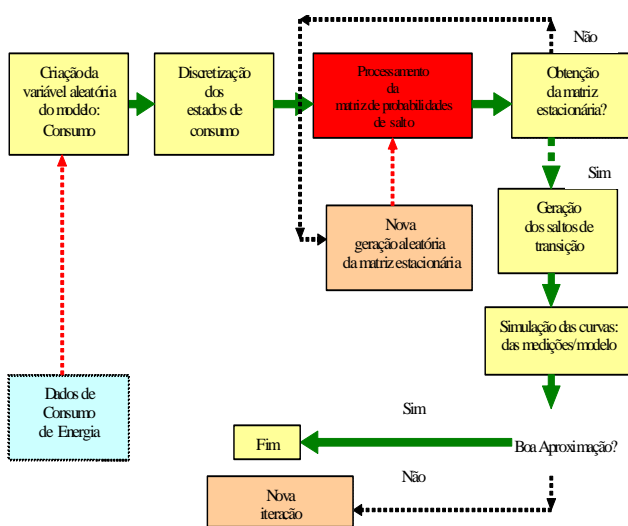 Não
Criação da
variável aleatória
do modelo:
Consumo
Discretização
dos
estados de
consumo
Processamento
da
matriz de probabilidades
de salto
Obtenção
da matriz
estacionária?
Sim
Nova
geração aleatória
da matriz estacionária
Geração
dos saltos de
transição
Simulação das curvas:
das medições/modelo
Dados de
Consumo
de Energia
Sim
Fim
Boa Aproximação?
Não
Nova
iteração